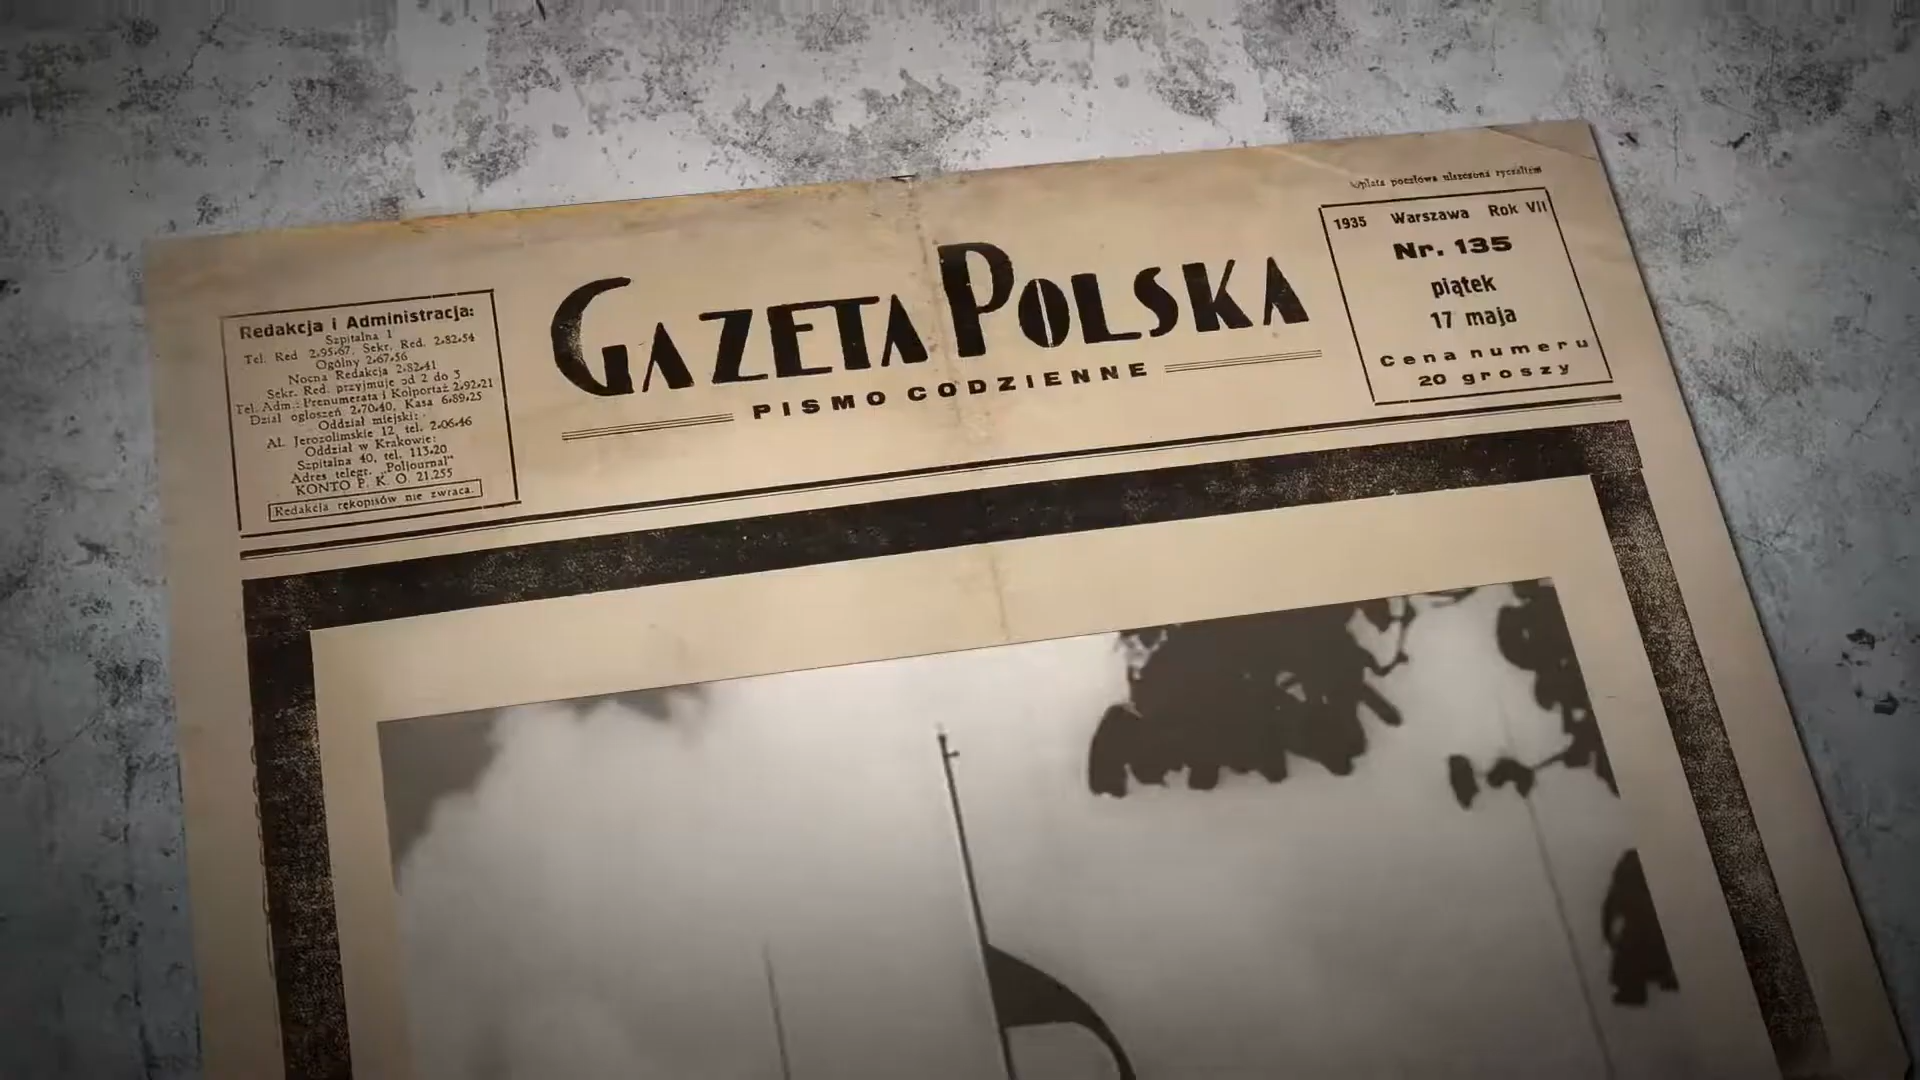 Redakcja i Administracja:
Szpitalna 1
Tel. Red 2-95-67. Sekr. Red. 2-82-54
Ogólny 2-67-56
Nocna Redakcja 2-82-41
Sekr. Red. przyjmuje od 2 do 3
Tel. Adm.: Prenumerata i Kolportaż 2-92-21
Dział ogłoszeń 2-70-40, Kasa 6-89-25
Oddział miejski:
Al. Jerozolimskie 12 tel. 2-06-46
Oddział w Krakowie:
Szpitalna 40, tel. 113-20
Adres telegr. „Poljournal"
KONTO P. K. O. 21.255
Redakcja rękopisów nie zwraca.
GAZETA POLSKA
PISMO CODZIENNE
płata pocztowa uiszczona ryczałtem
1935 Warszawa Rok VII
Nr. 135
piątek
17 maja
Cena numeru
20 groszy